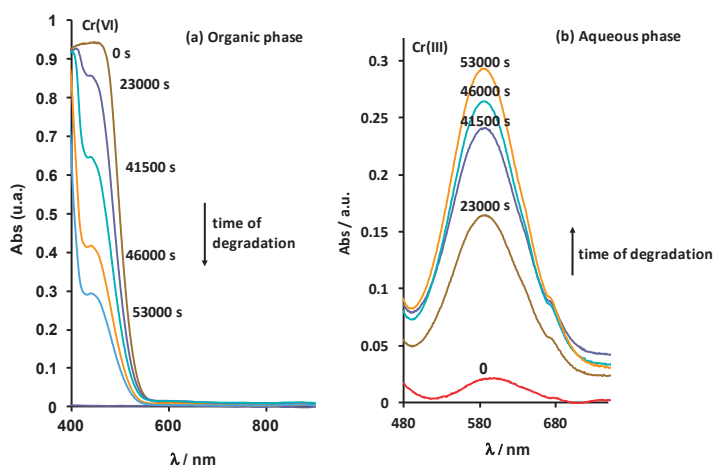 Cr(VI)
(a) Organic phase
0 s
23000 s
41500 s
46000 s
53000 s
time of
degradation
Abs (u.a.)
1
0.9
0.8
0.7
0.6
0.5
0.4
0.3
0.2
0.1
0
400
600
800
λ / nm
(b) Aqueous phase
Cr(III)
53000 s
46000 s
41500 s
23000 s
0
time of degradation
Abs / a.u.
0.3
0.25
0.2
0.15
0.1
0.05
0
480
580
680
λ / nm